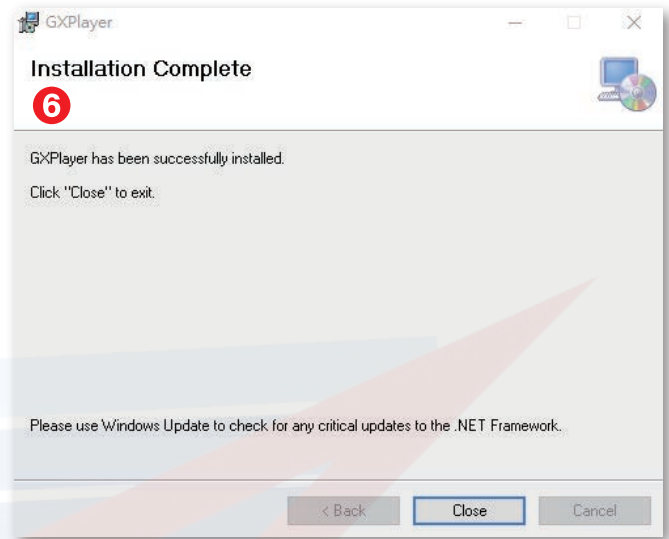 GXPlayer
Installation Complete
6
GXPlayer has been successfully installed.
Click "Close" to exit.
Please use Windows Update to check for any critical updates to the .NET Framework.
< Back Close Cancel